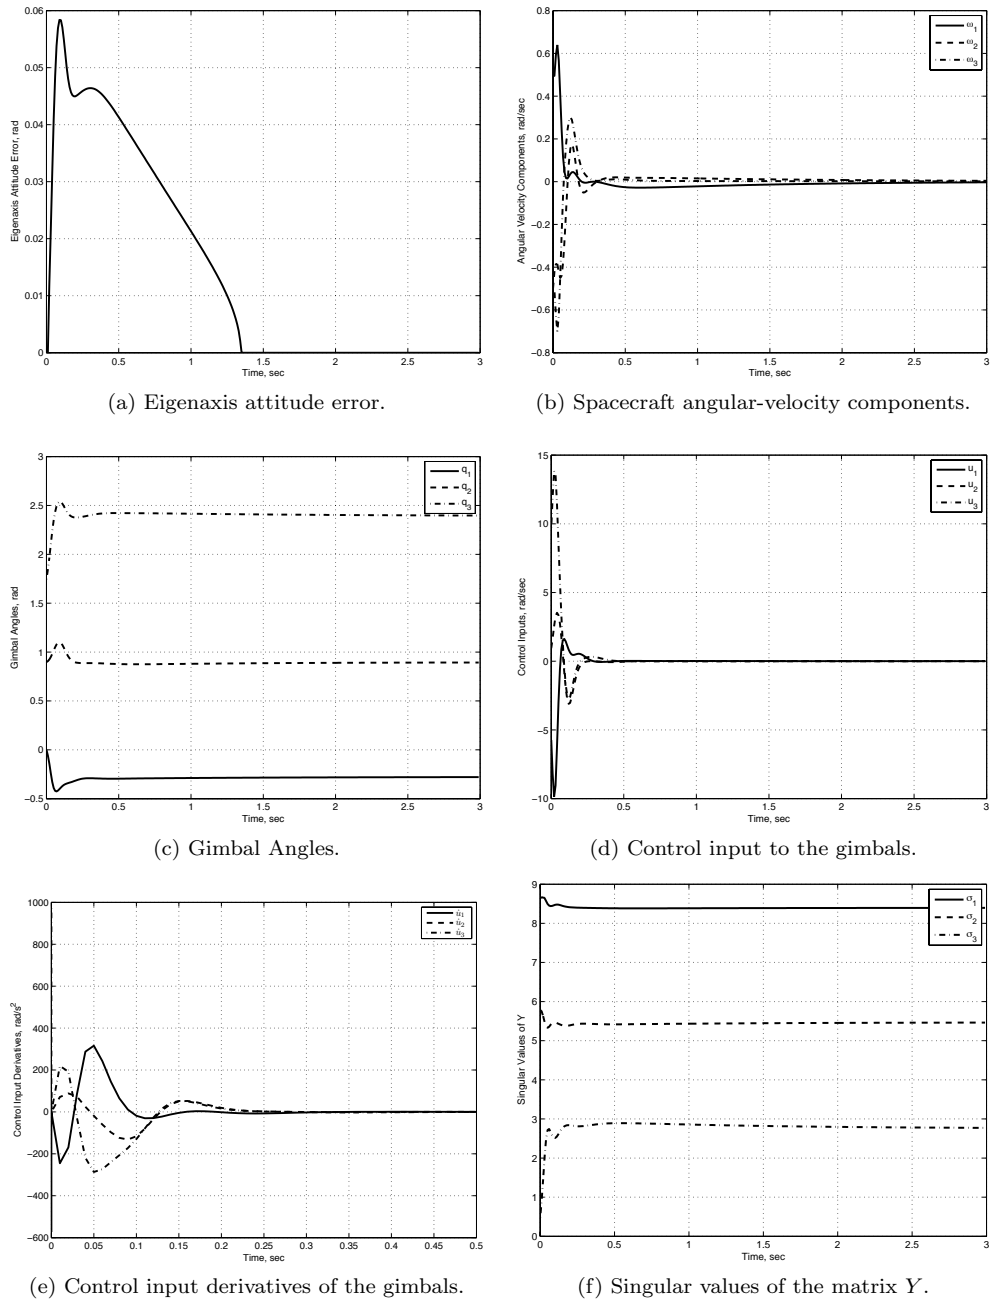 0.06
0.05
0.04
0.03
0.02
0.01
0
Eigenaxis Attitude Error, rad
0 0.5 1 1.5 2 2.5 3
Time, sec
(a) Eigenaxis attitude error.
0.8
0.6
0.4
0.2
0
−0.2
−0.4
−0.6
−0.8
Angular Velocity Components, rad/sec
ω1
ω2
ω3
0 0.5 1 1.5 2 2.5 3
Time, sec
(b) Spacecraft angular-velocity components.
3
2.5
2
1.5
1
0.5
0
−0.5
Gimbal Angles, rad
q1
q2
q3
0 0.5 1 1.5 2 2.5 3
Time, sec
(c) Gimbal Angles.
15
10
5
0
−5
−10
Control Inputs, rad/sec
u1
u2
u3
0 0.5 1 1.5 2 2.5 3
Time, sec
(d) Control input to the gimbals.
1000
800
600
400
200
0
−200
−400
−600
Control Input Derivatives, rad/s²
u̇1
u̇2
u̇3
0 0.05 0.1 0.15 0.2 0.25 0.3 0.35 0.4 0.45 0.5
Time, sec
(e) Control input derivatives of the gimbals.
9
8
7
6
5
4
3
2
1
0
Singular Values of Y
σ1
σ2
σ3
0 0.5 1 1.5 2 2.5 3
Time, sec
(f) Singular values of the matrix Y.